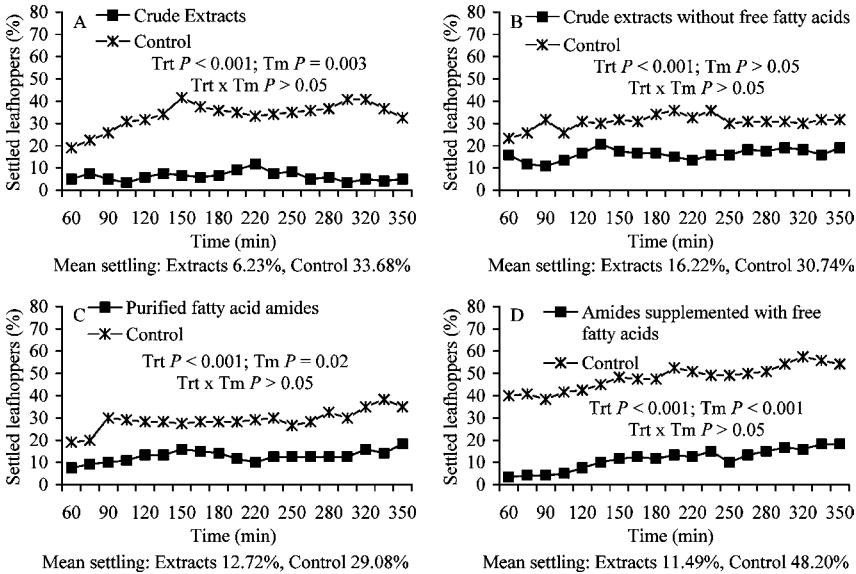 A
Crude Extracts
Control
Trt P < 0.001; Tm P = 0.003
Trt x Tm P > 0.05
Settled leafhoppers (%)
80
70
60
50
40
30
20
10
0
60 90 120 150 180 220 250 280 320 350
Time (min)
Mean settling: Extracts 6.23%, Control 33.68%
B
Crude extracts without free fatty acids
Control
Trt P < 0.001; Tm P > 0.05
Trt x Tm P > 0.05
Settled leafhoppers (%)
80
70
60
50
40
30
20
10
0
60 90 120 150 180 220 250 280 320 350
Time (min)
Mean settling: Extracts 16.22%, Control 30.74%
C
Purified fatty acid amides
Control
Trt P < 0.001; Tm P = 0.02
Trt x Tm P > 0.05
Settled leafhoppers (%)
80
70
60
50
40
30
20
10
0
60 90 120 150 180 220 250 290 320 350
Time (min)
Mean settling: Extracts 12.72%, Control 29.08%
D
Amides supplemented with free
fatty acids
Control
Trt P < 0.001; Tm P < 0.001
Trt x Tm P > 0.05
Settled leafhoppers (%)
80
70
60
50
40
30
20
10
0
60 90 120 150 190 220 250 280 320 350
Time (min)
Mean settling: Extracts 11.49%, Control 48.20%